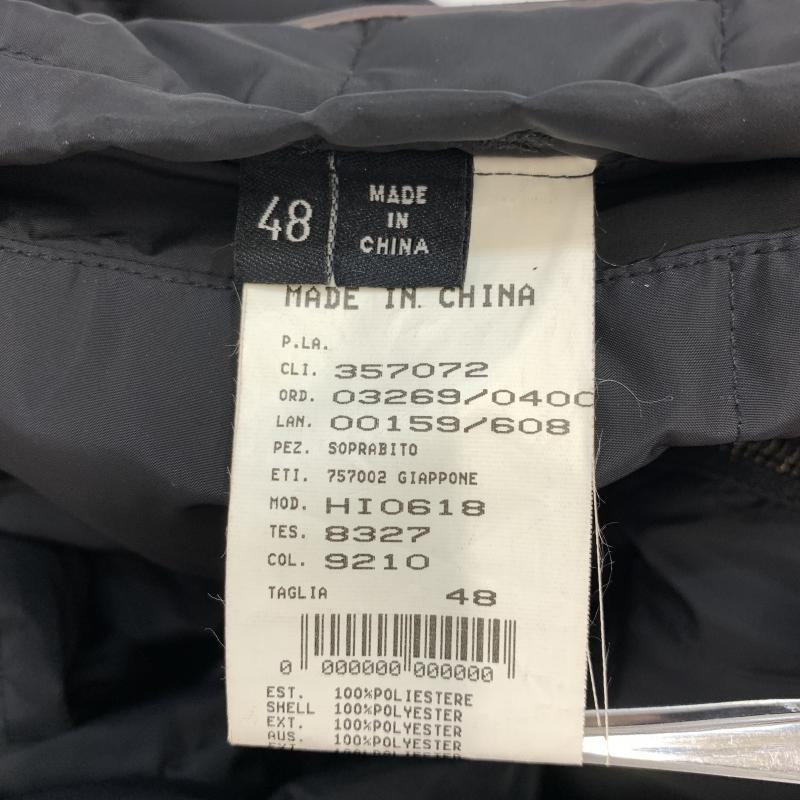 48
MADE
IN
CHINA
MADE IN CHINA
P.LA.
CLI. 357072
ORD. 03269/0400
LAN. 00159/608
PEZ. SOPRABITO
ETI. 757002 GIAPPONE
MOD. HI0618
TES. 8327
COL. 9210
TAGLIA 48
0 000000 000000
EST. 100%POLIESTERE
SHELL 100%POLYESTER
EXT. 100%POLYESTER
AUS. 100%POLYESTER